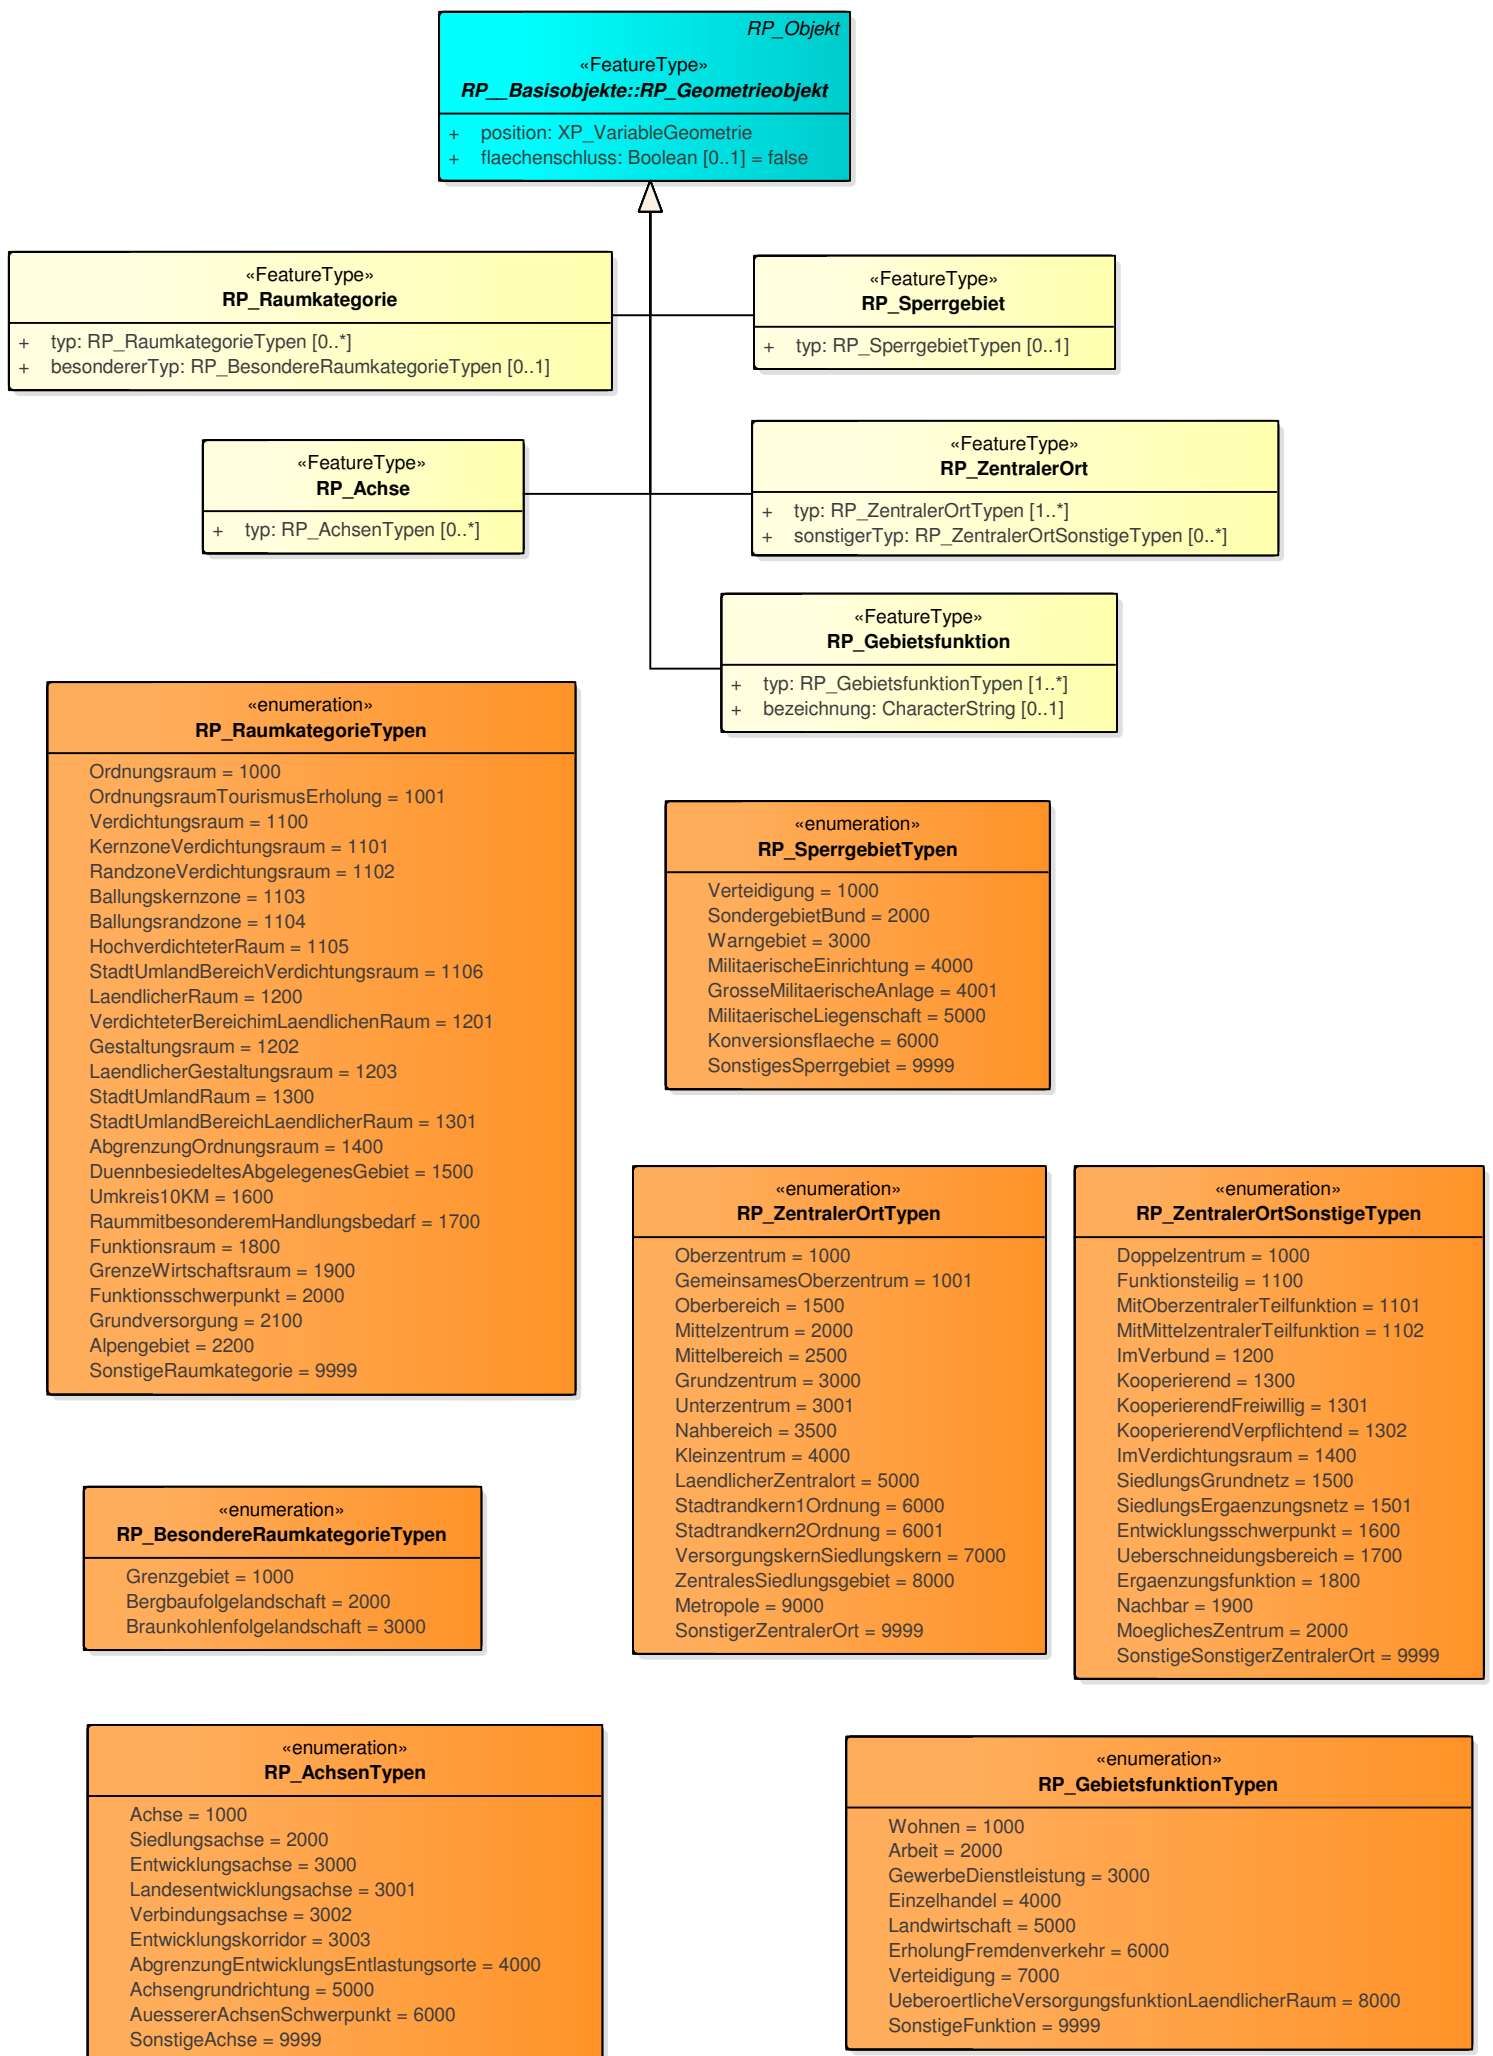 RP_Objekt
«FeatureType»
RP__Basisobjekte::RP_Geometrieobjekt
+ position: XP_VariableGeometrie
+ flaechenschluss: Boolean [0..1] = false
«FeatureType»
RP_Raumkategorie
+ typ: RP_RaumkategorieTypen [0..*]
+ besondererTyp: RP_BesondereRaumkategorieTypen [0..1]
«FeatureType»
RP_Sperrgebiet
+ typ: RP_SperrgebietTypen [0..1]
«FeatureType»
RP_Achse
+ typ: RP_AchsenTypen [0..*]
«FeatureType»
RP_ZentralerOrt
+ typ: RP_ZentralerOrtTypen [1..*]
+ sonstigerTyp: RP_ZentralerOrtSonstigeTypen [0..*]
«FeatureType»
RP_Gebietsfunktion
+ typ: RP_GebietsfunktionTypen [1..*]
+ bezeichnung: CharacterString [0..1]
«enumeration»
RP_RaumkategorieTypen
Ordnungsraum = 1000
OrdnungsraumTourismusErholung = 1001
Verdichtungsraum = 1100
KernzoneVerdichtungsraum = 1101
RandzoneVerdichtungsraum = 1102
Ballungskernzone = 1103
Ballungsrandzone = 1104
HochverdichteterRaum = 1105
StadtUmlandBereichVerdichtungsraum = 1106
LaendlicherRaum = 1200
VerdichteterBereichimLaendlichenRaum = 1201
Gestaltungsraum = 1202
LaendlicherGestaltungsraum = 1203
StadtUmlandRaum = 1300
StadtUmlandBereichLaendlicherRaum = 1301
AbgrenzungOrdnungsraum = 1400
DuennbesiedeltesAbgelegenesGebiet = 1500
Umkreis10KM = 1600
RaummitbesonderemHandlungsbedarf = 1700
Funktionsraum = 1800
GrenzeWirtschaftsraum = 1900
Funktionsschwerpunkt = 2000
Grundversorgung = 2100
Alpengebiet = 2200
SonstigeRaumkategorie = 9999
«enumeration»
RP_SperrgebietTypen
Verteidigung = 1000
SondergebietBund = 2000
Warngebiet = 3000
MilitaerischeEinrichtung = 4000
GrosseMilitaerischeAnlage = 4001
MilitaerischeLiegenschaft = 5000
Konversionsflaeche = 6000
SonstigesSperrgebiet = 9999
«enumeration»
RP_ZentralerOrtTypen
Oberzentrum = 1000
GemeinsamesOberzentrum = 1001
Oberbereich = 1500
Mittelzentrum = 2000
Mittelbereich = 2500
Grundzentrum = 3000
Unterzentrum = 3001
Nahbereich = 3500
Kleinzentrum = 4000
LaendlicherZentralort = 5000
Stadtrandkern1Ordnung = 6000
Stadtrandkern2Ordnung = 6001
VersorgungskernSiedlungskern = 7000
ZentralesSiedlungsgebiet = 8000
Metropole = 9000
SonstigerZentralerOrt = 9999
«enumeration»
RP_ZentralerOrtSonstigeTypen
Doppelzentrum = 1000
Funktionsteilig = 1100
MitOberzentralerTeilfunktion = 1101
MitMittelzentralerTeilfunktion = 1102
ImVerbund = 1200
Kooperierend = 1300
KooperierendFreiwillig = 1301
KooperierendVerpflichtend = 1302
ImVerdichtungsraum = 1400
SiedlungsGrundnetz = 1500
SiedlungsErgaenzungsnetz = 1501
Entwicklungsschwerpunkt = 1600
Ueberschneidungsbereich = 1700
Ergaenzungsfunktion = 1800
Nachbar = 1900
MoeglichesZentrum = 2000
SonstigeSonstigerZentralerOrt = 9999
«enumeration»
RP_BesondereRaumkategorieTypen
Grenzgebiet = 1000
Bergbaufolgelandschaft = 2000
Braunkohlenfolgelandschaft = 3000
«enumeration»
RP_AchsenTypen
Achse = 1000
Siedlungsachse = 2000
Entwicklungsachse = 3000
Landesentwicklungsachse = 3001
Verbindungsachse = 3002
Entwicklungskorridor = 3003
AbgrenzungEntwicklungsEntlastungsorte = 4000
Achsengrundrichtung = 5000
AuessererAchsenSchwerpunkt = 6000
SonstigeAchse = 9999
«enumeration»
RP_GebietsfunktionTypen
Wohnen = 1000
Arbeit = 2000
GewerbeDienstleistung = 3000
Einzelhandel = 4000
Landwirtschaft = 5000
ErholungFremdenverkehr = 6000
Verteidigung = 7000
UeberoertlicheVersorgungsfunktionLaendlicherRaum = 8000
SonstigeFunktion = 9999